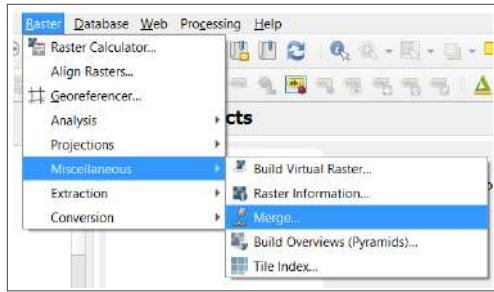 Raster Database Web Processing Help
Raster Calculator...
Align Rasters...
Georeferencer...
cts
Analysis
Projections
Miscellaneous
Extraction
Conversion
Build Virtual Raster...
Raster Information...
Merge...
Build Overviews (Pyramids)...
Tile Index...